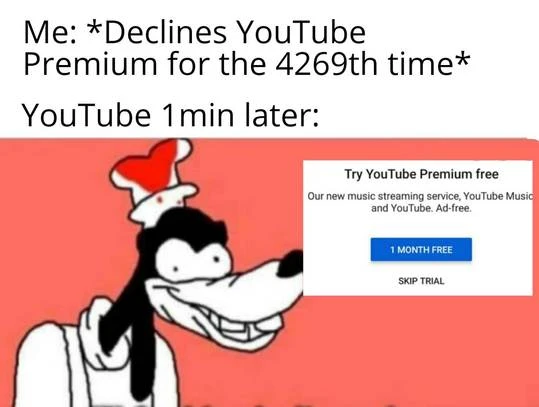 Me: *Declines YouTube
Premium for the 4269th time*
YouTube 1min later:
Try YouTube Premium free
Our new music streaming service, YouTube Music
and YouTube. Ad-free.
1 MONTH FREE
SKIP TRIAL